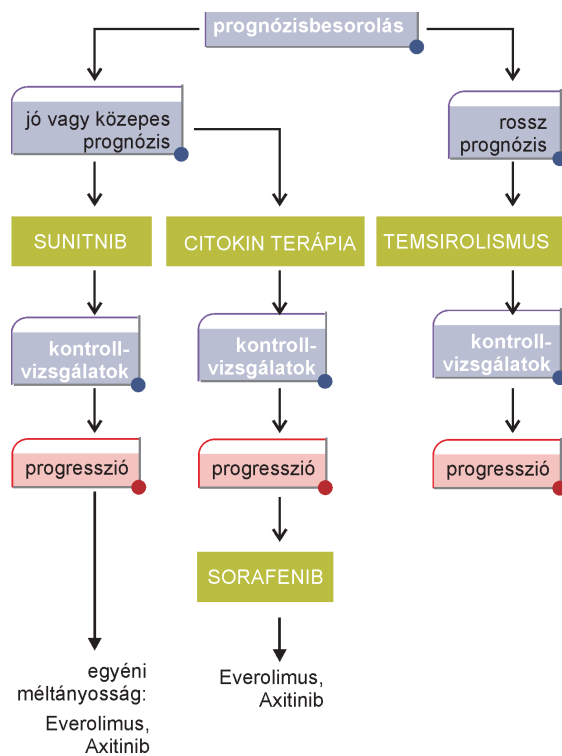 prognózisbesorolás
jó vagy közepes
prognózis
rossz
prognózis
SUNITNIB
CITOKIN TERÁPIA
TEMSIROLISMUS
kontroll-
vizsgálatok
kontroll-
vizsgálatok
kontroll-
vizsgálatok
progresszió
progresszió
progresszió
SORAFENIB
egyéni
méltányosság:
Everolimus,
Axitinib
Everolimus,
Axitinib